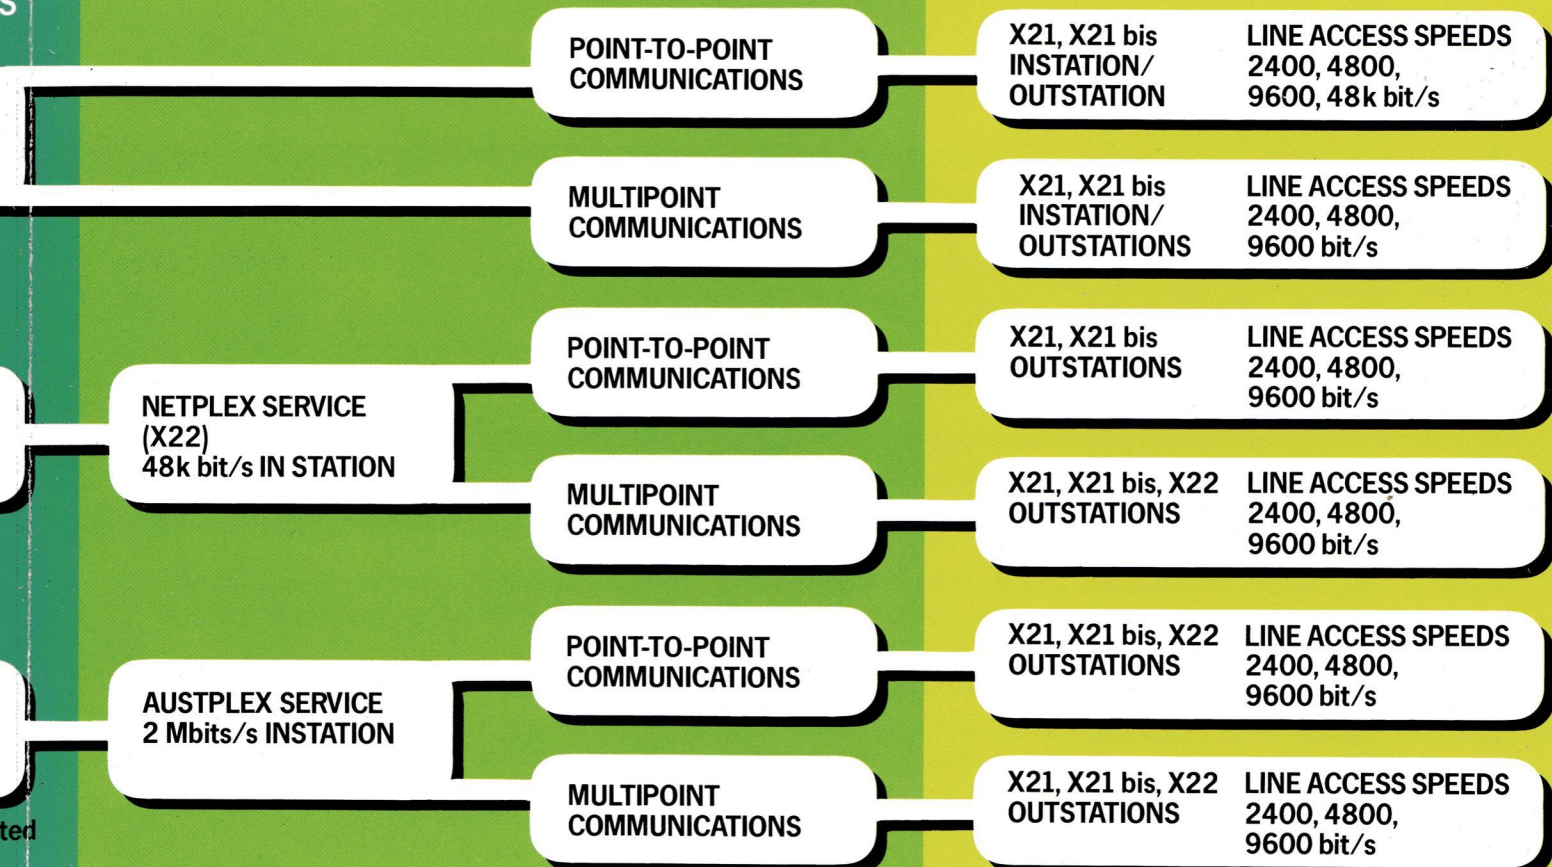 S
POINT-TO-POINT
COMMUNICATIONS
X21, X21 bis
INSTATION/
OUTSTATION
LINE ACCESS SPEEDS
2400, 4800,
9600, 48k bit/s
MULTIPOINT
COMMUNICATIONS
X21, X21 bis
INSTATION/
OUTSTATIONS
LINE ACCESS SPEEDS
2400, 4800,
9600 bit/s
NETPLEX SERVICE
(X22)
48k bit/s IN STATION
POINT-TO-POINT
COMMUNICATIONS
X21, X21 bis
OUTSTATIONS
LINE ACCESS SPEEDS
2400, 4800,
9600 bit/s
MULTIPOINT
COMMUNICATIONS
X21, X21 bis, X22
OUTSTATIONS
LINE ACCESS SPEEDS
2400, 4800,
9600 bit/s
AUSTPLEX SERVICE
2 Mbits/s INSTATION
POINT-TO-POINT
COMMUNICATIONS
X21, X21 bis, X22
OUTSTATIONS
LINE ACCESS SPEEDS
2400, 4800,
9600 bit/s
MULTIPOINT
COMMUNICATIONS
X21, X21 bis, X22
OUTSTATIONS
LINE ACCESS SPEEDS
2400, 4800,
9600 bit/s
ted